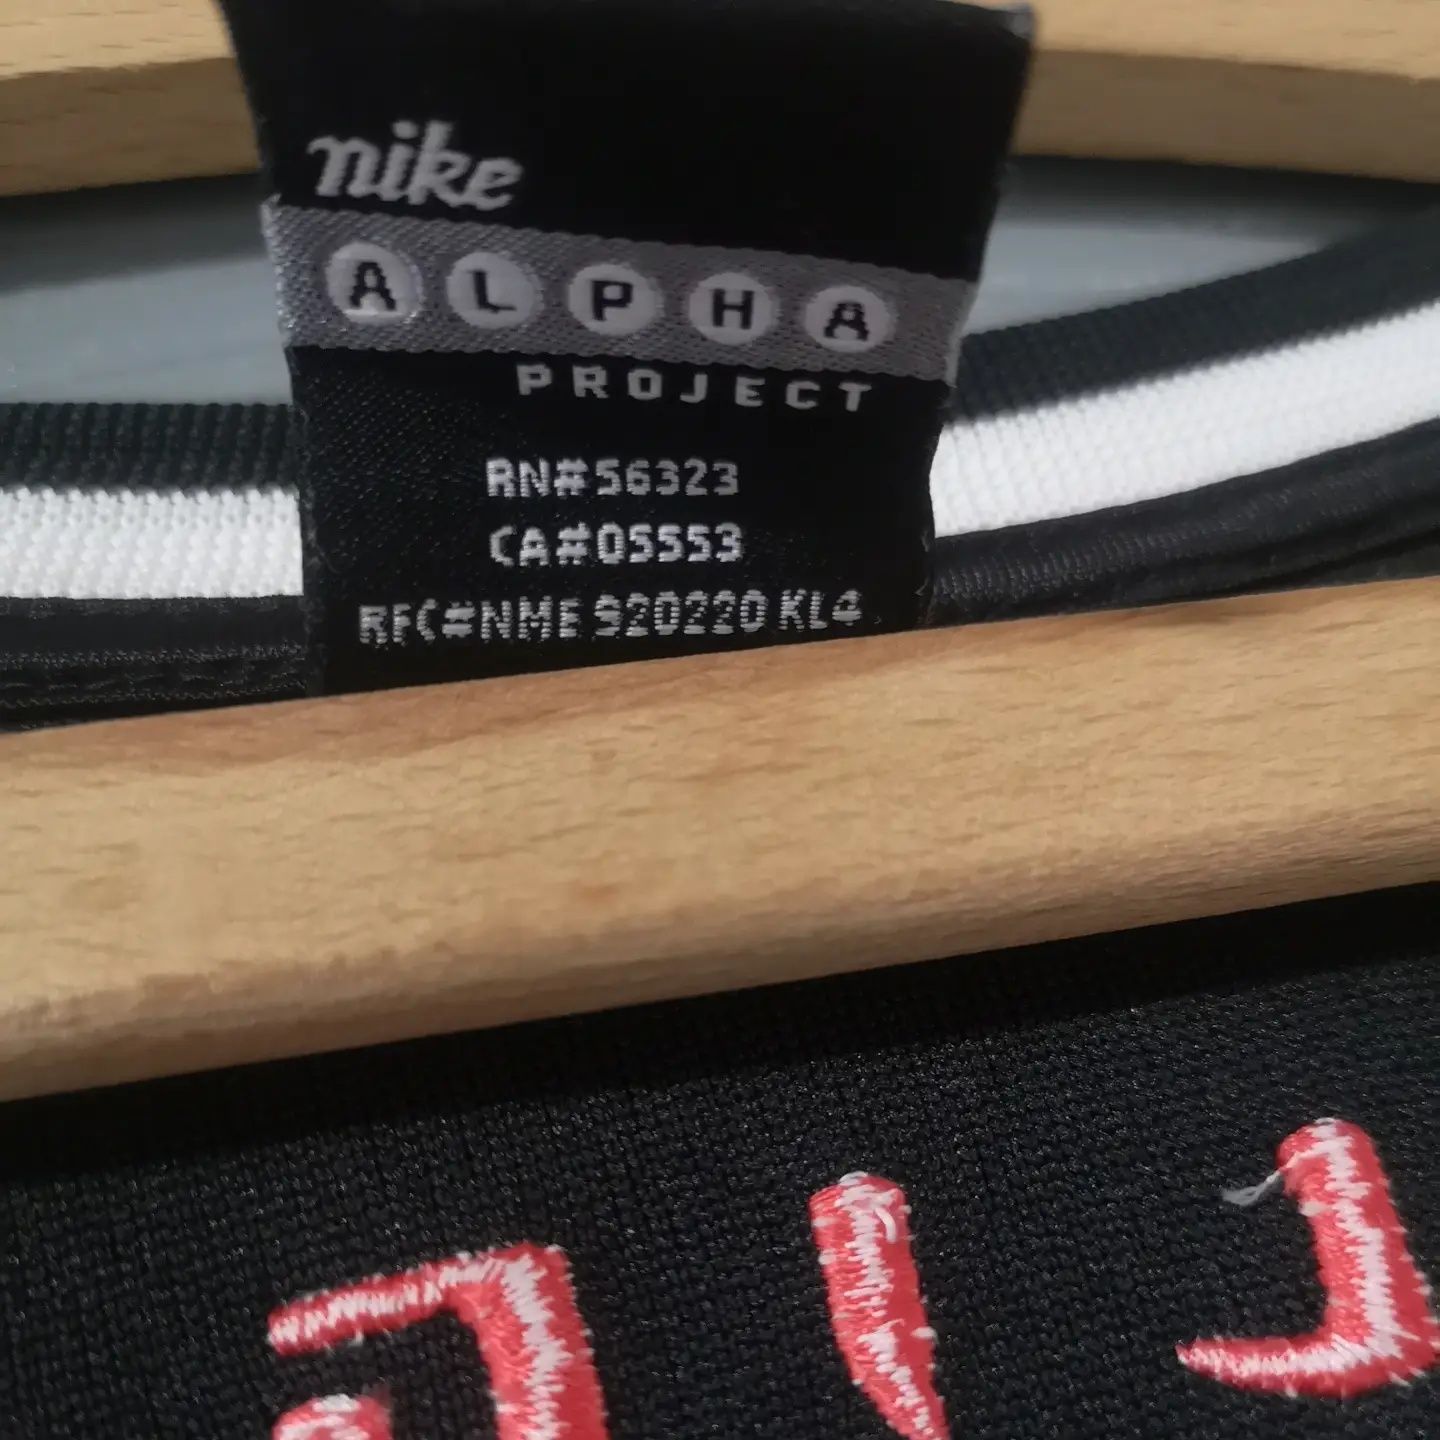 nike
ALPHA
PROJECT
RN#56323
CA#05553
RFC#NME 920220 KL4